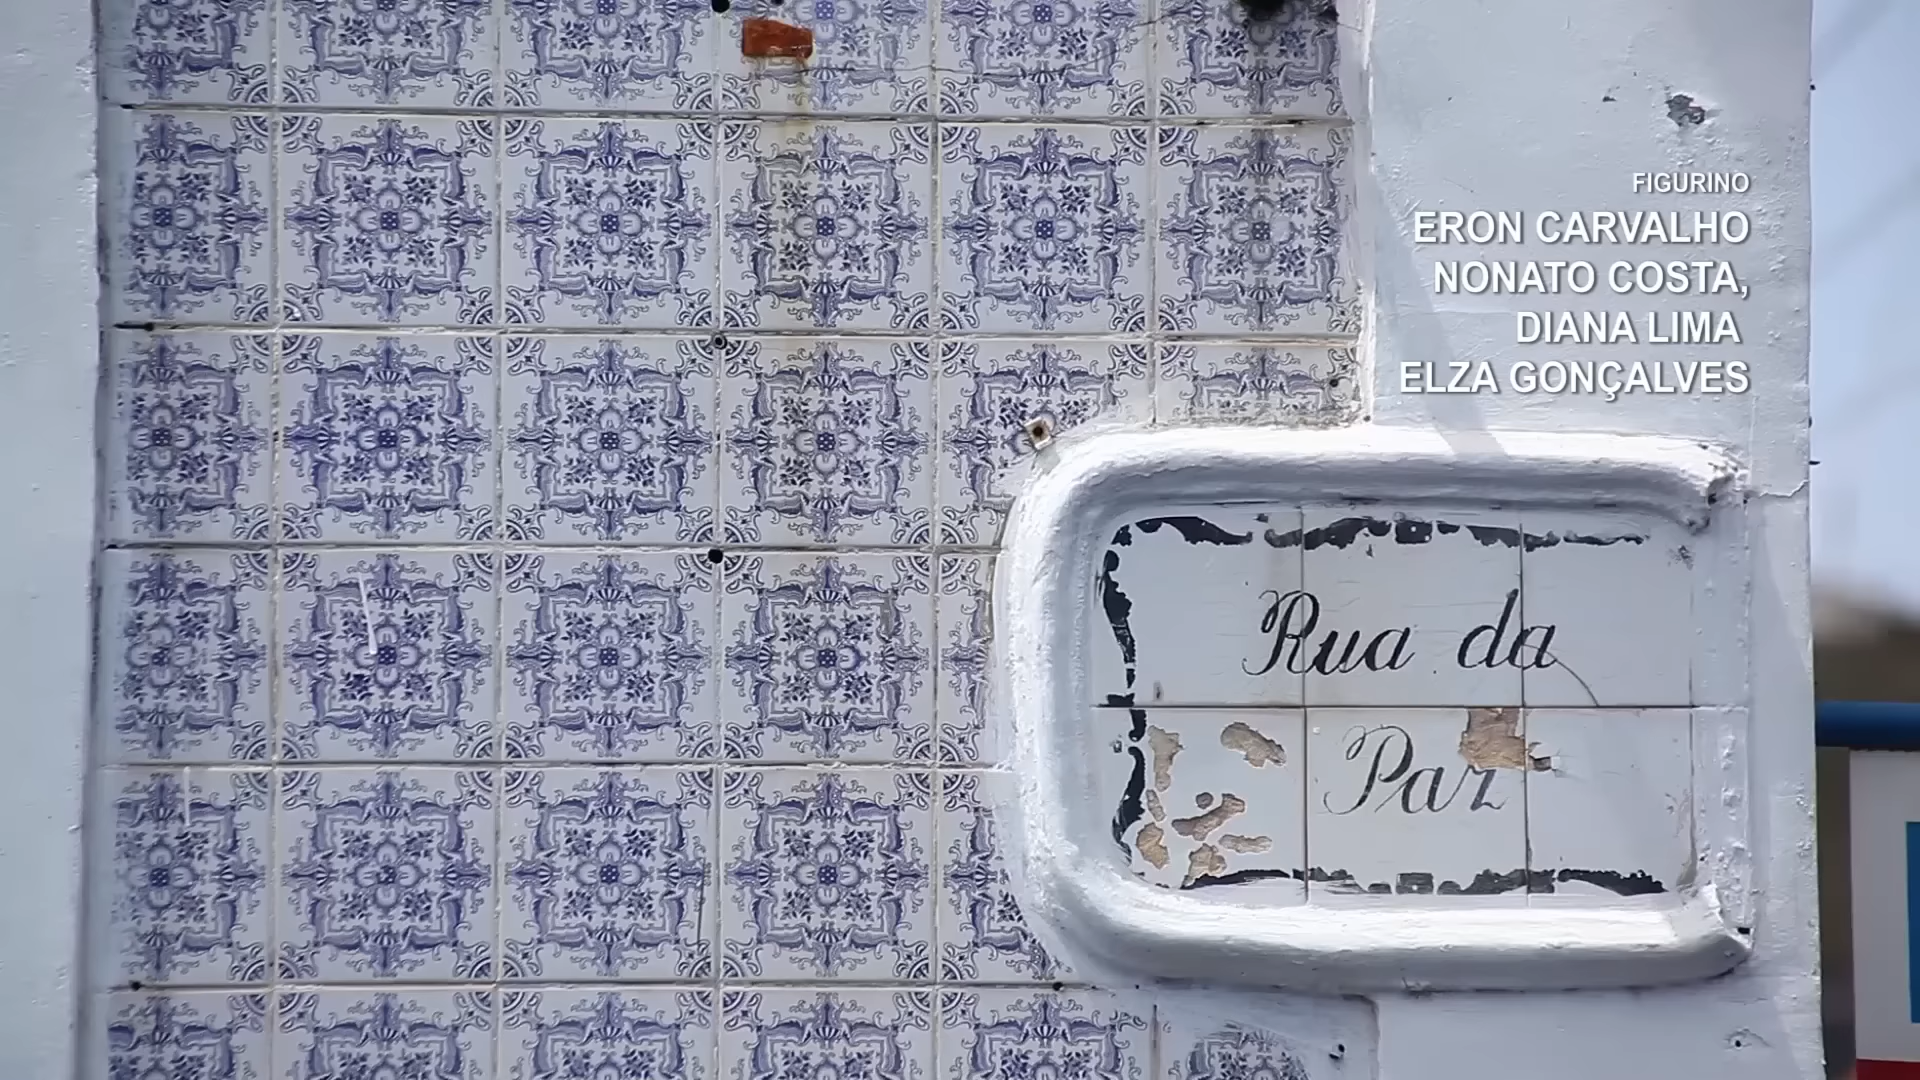 FIGURINO
ERON CARVALHO
NONATO COSTA,
DIANA LIMA
ELZA GONÇALVES
Rua da
Paz